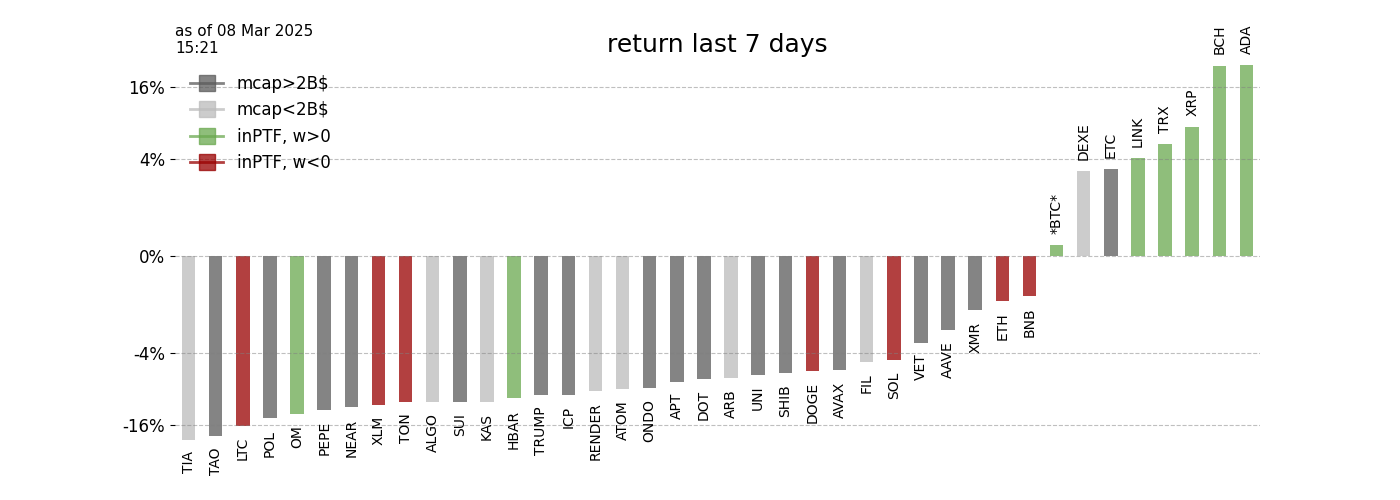 as of 08 Mar 2025
15:21
return last 7 days
mcap>2B$
mcap<2B$
inPTF, w>0
inPTF, w<0
16%
4%
0%
-4%
-16%
TIA
TAO
LTC
POL
OM
PEPE
NEAR
XLM
TON
ALGO
SUI
KAS
HBAR
TRUMP
ICP
RENDER
ATOM
ONDO
APT
DOT
ARB
UNI
SHIB
DOGE
AVAX
FIL
SOL
VET
AAVE
XMR
ETH
BNB
*BTC*
DEXE
ETC
LINK
TRX
XRP
BCH
ADA